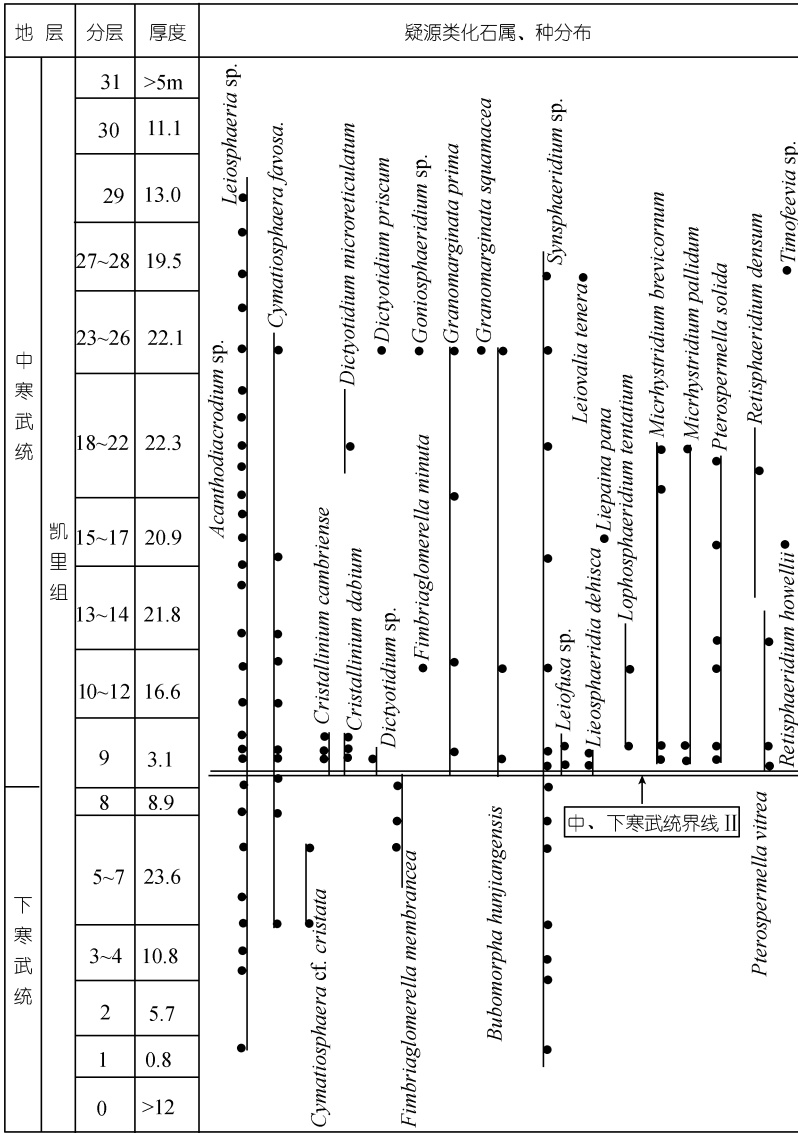 地 层 分层 厚度 疑源类化石属、种分布
中寒武统
下寒武统
凯里组
31 >5m
30 11.1
29 13.0
27~28 19.5
23~26 22.1
18~22 22.3
15~17 20.9
13~14 21.8
10~12 16.6
9 3.1
8 8.9
5~7 23.6
3~4 10.8
2 5.7
1 0.8
0 >12
Acanthodiacrodium sp.
Leiosphaeria sp.
Cymatiosphaera favosa.
Cymatiosphaera cf. cristata
Cristallinium cambriense
Cristallinium dabium
Dictyotidium microreticulatum
Dictyotidium priscum
Dictyotidium sp.
Fimbriaglomerella membrancea
Fimbriaglomerella minuta
Goniosphaeridium sp.
Granomarginata prima
Granomarginata squamacea
Bubomorpha hunjiangensis
Synsphaeridium sp.
Leiofusa sp.
Leiovalia tenera
Lieosphaeridia dehisca
Liepaina pana
Lophosphaeridium tentatium
Micrhystridium brevicornum
Micrhystridium pallidum
Pterospermella solida
Retisphaeridium densum
Pterospermella vitrea
Timofeevia sp.
Retisphaeridium howellii
中、下寒武统界线 II